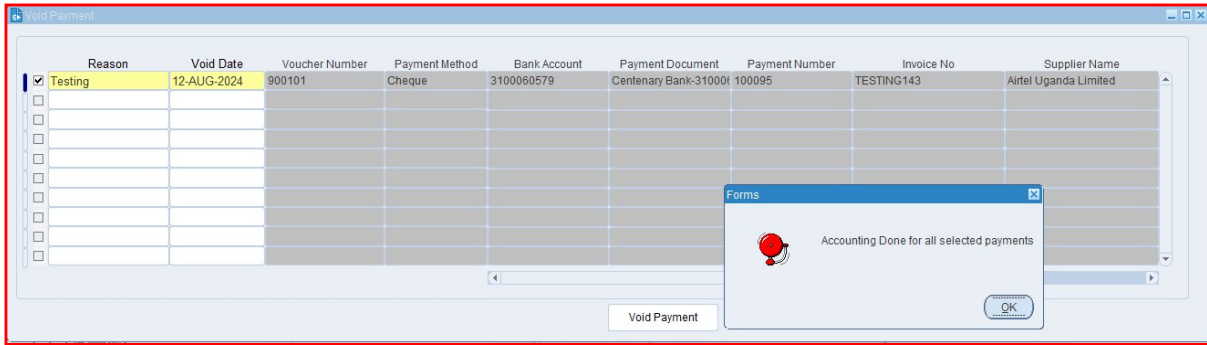 Void Payment
Reason Void Date Voucher Number Payment Method Bank Account Payment Document Payment Number Invoice No Supplier Name
Testing 12-AUG-2024 900101 Cheque 3100060579 Centenary Bank-31000 100095 TESTING143 Airtel Uganda Limited
Forms
Accounting Done for all selected payments
OK
Void Payment